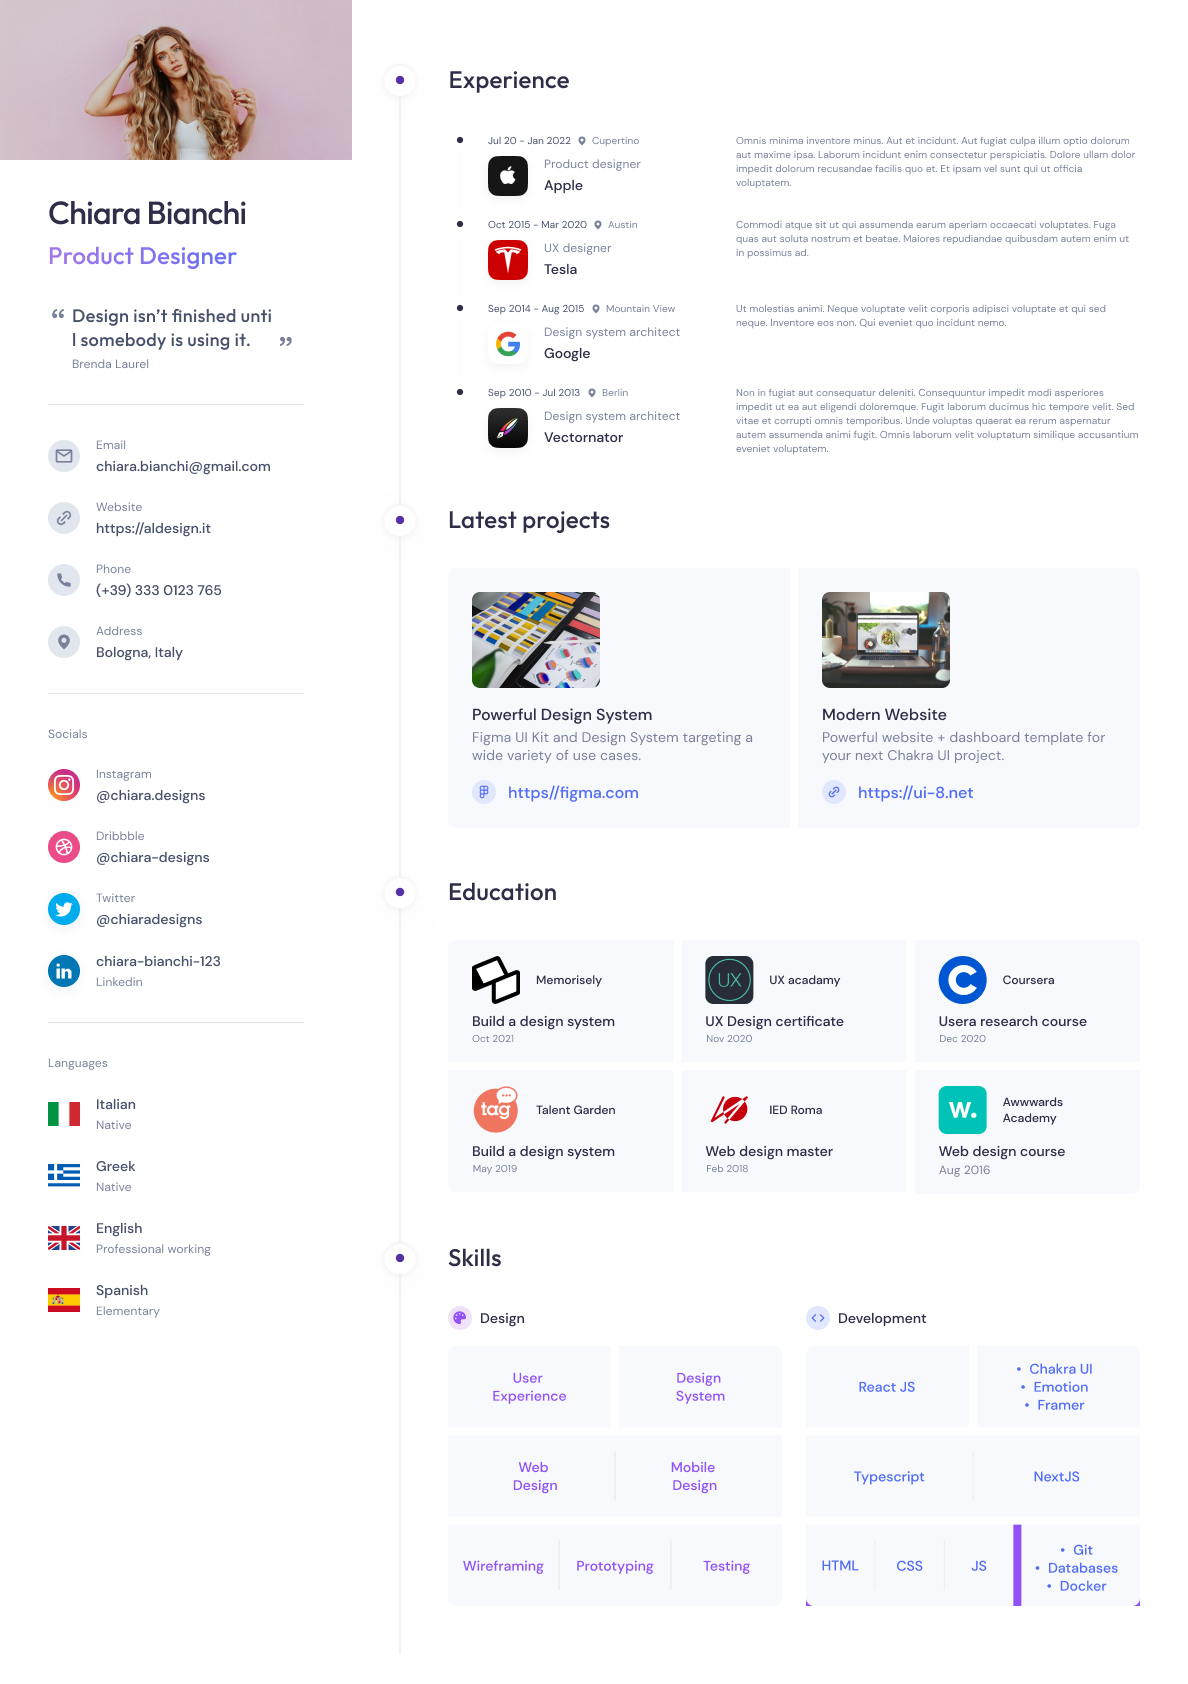 Chiara Bianchi
Product Designer
“ Design isn’t finished unti
l somebody is using it. ”
Brenda Laurel
Email
chiara.bianchi@gmail.com
Website
https://aldesign.it
Phone
(+39) 333 0123 765
Address
Bologna, Italy
Socials
Instagram
@chiara.designs
Dribbble
@chiara-designs
Twitter
@chiaradesigns
in
chiara-bianchi-123
Linkedin
Languages
Italian
Native
Greek
Native
English
Professional working
Spanish
Elementary
Experience
Jul 20 - Jan 2022 Cupertino
Product designer
Apple
Omnis minima inventore minus. Aut et incidunt. Aut fugiat culpa illum optio dolorum
aut maxime ipsa. Laborum incidunt enim consectetur perspiciatis. Dolore ullam dolor
impedit dolorum recusandae facilis quo et. Et ipsam vel sunt qui ut officia
voluptatem.
Oct 2015 - Mar 2020 Austin
UX designer
Tesla
Commodi atque sit ut qui assumenda earum aperiam occaecati voluptates. Fuga
quas aut soluta nostrum et beatae. Maiores repudiandae quibusdam autem enim ut
in possimus ad.
Sep 2014 - Aug 2015 Mountain View
Design system architect
Google
Ut molestias animi. Neque voluptate velit corporis adipisci voluptate et qui sed
neque. Inventore eos non. Qui eveniet quo incidunt nemo.
Sep 2010 - Jul 2013 Berlin
Design system architect
Vectornator
Non in fugiat aut consequatur deleniti. Consequuntur impedit modi asperiores
impedit ut ea aut eligendi doloremque. Fugit laborum ducimus hic tempore velit. Sed
vitae et corrupti omnis temporibus. Unde voluptas quaerat ea rerum aspernatur
autem assumenda animi fugit. Omnis laborum velit voluptatum similique accusantium
eveniet voluptatem.
Latest projects
Powerful Design System
Figma UI Kit and Design System targeting a
wide variety of use cases.
https//figma.com
Modern Website
Powerful website + dashboard template for
your next Chakra UI project.
https://ui-8.net
Education
Memorisely
Build a design system
Oct 2021
UX
UX acadamy
UX Design certificate
Nov 2020
C
Coursera
Usera research course
Dec 2020
tag
Talent Garden
Build a design system
May 2019
IED Roma
Web design master
Feb 2018
W.
Awwwards
Academy
Web design course
Aug 2016
Skills
Design
User
Experience
Design
System
Web
Design
Mobile
Design
Wireframing
Prototyping
Testing
Development
React JS
• Chakra UI
• Emotion
• Framer
Typescript
NextJS
HTML
CSS
JS
• Git
• Databases
• Docker